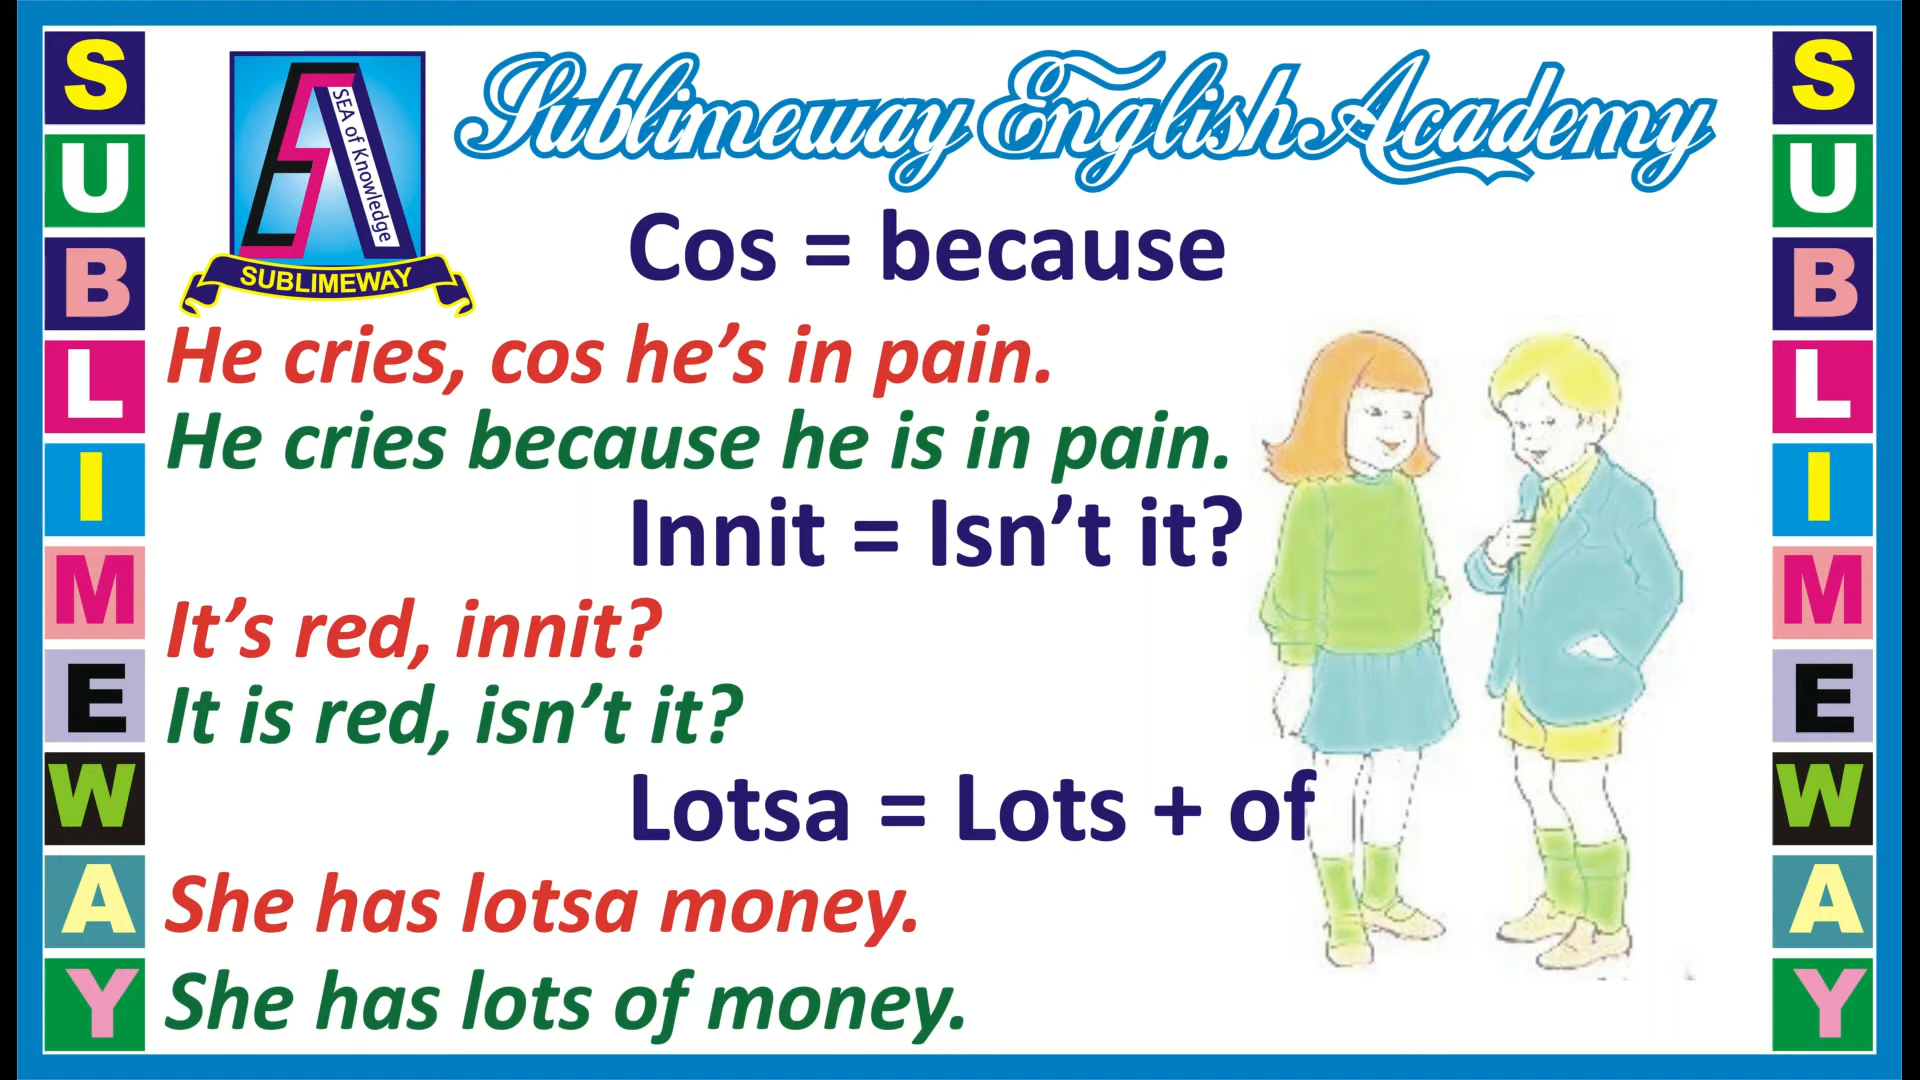 S
U
B
L
I
M
E
W
A
Y
SEA of Knowledge
SUBLIMEWAY
Sublimeway English Academy
Cos = because
He cries, cos he’s in pain.
He cries because he is in pain.
Innit = Isn’t it?
It’s red, innit?
It is red, isn’t it?
Lotsa = Lots + of
She has lotsa money.
She has lots of money.
S
U
B
L
I
M
E
W
A
Y